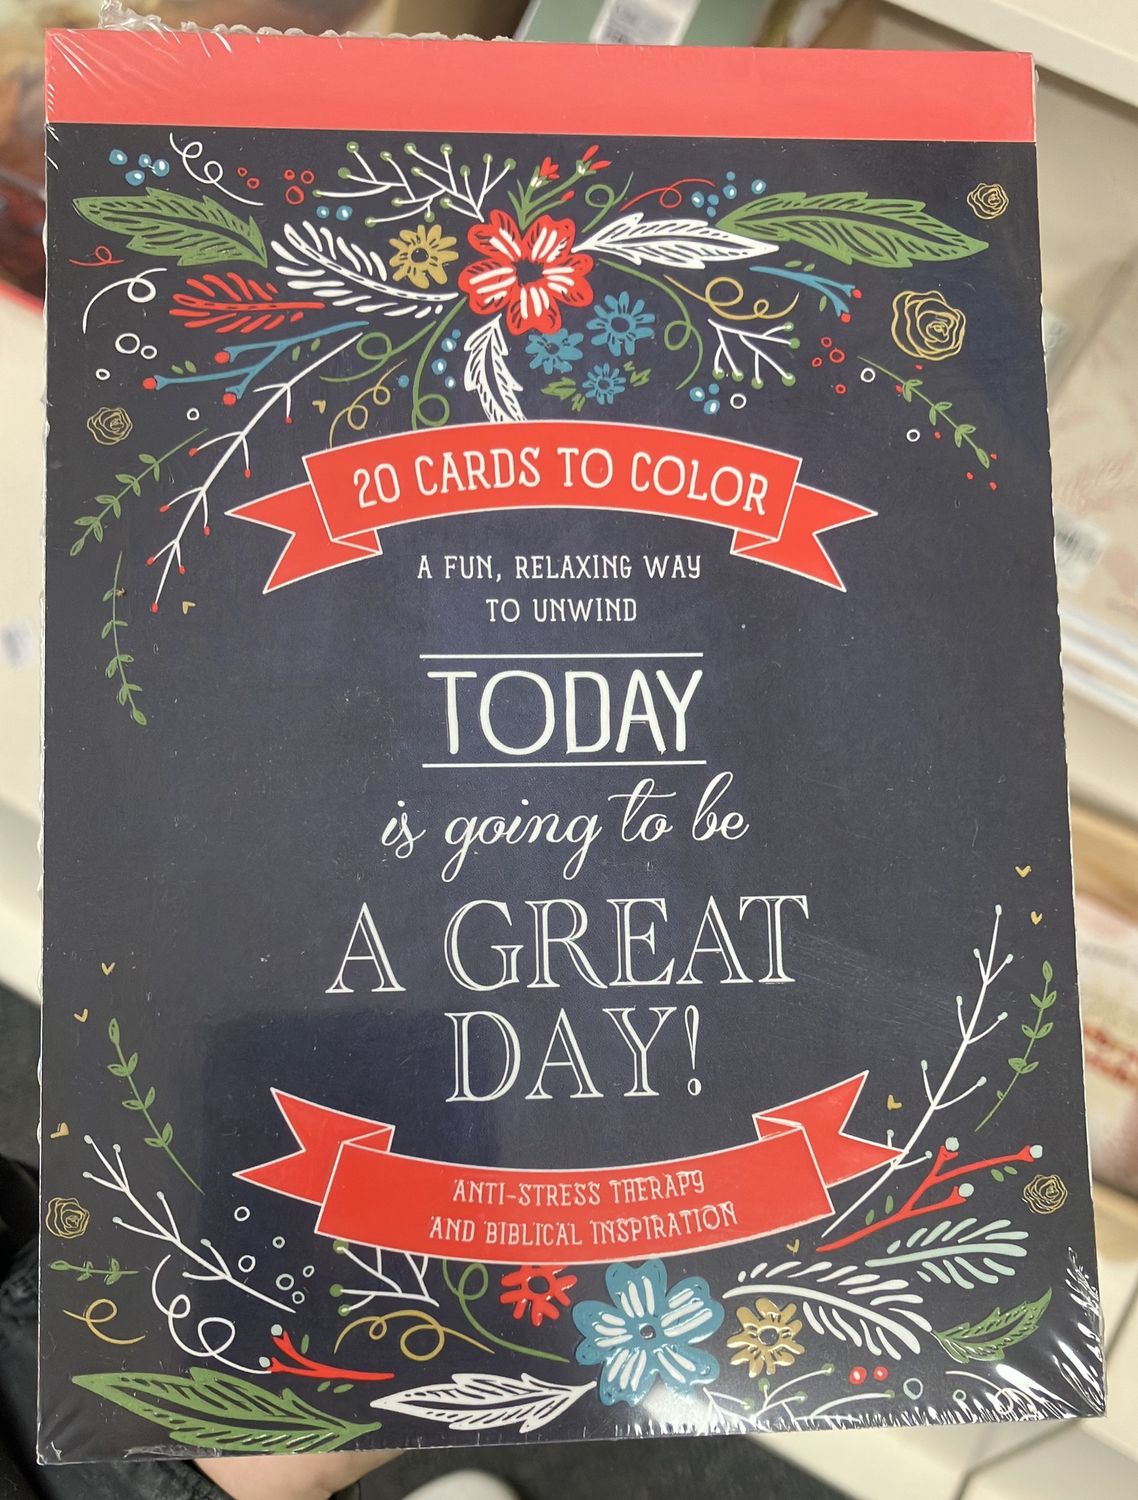 20 CARDS TO COLOR
A FUN, RELAXING WAY
TO UNWIND
TODAY
is going to be
A GREAT
DAY!
ANTI-STRESS THERAPY
AND BIBLICAL INSPIRATION